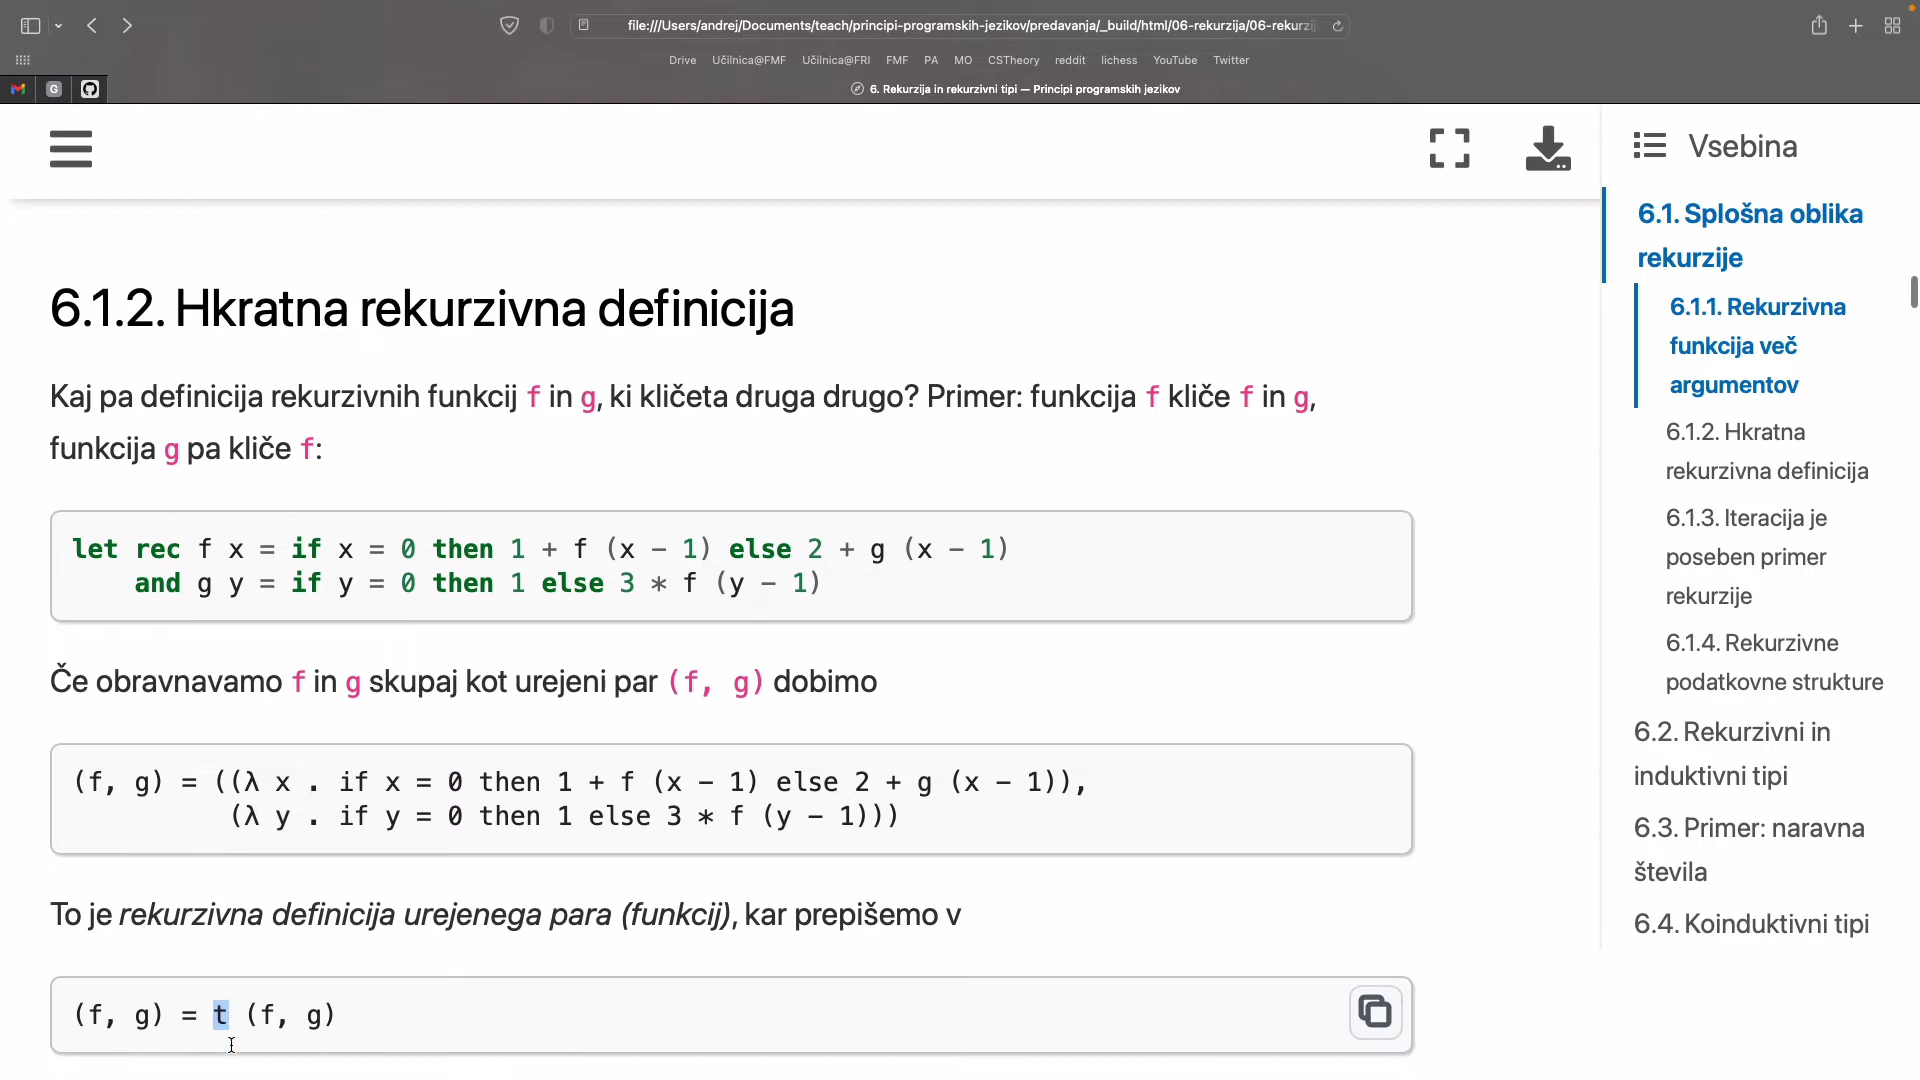 file:///Users/andrej/Documents/teach/principi-programskih-jezikov/predavanja/_build/html/06-rekurzija/06-rekurzij
Drive Učilnica@FMF Učilnica@FRI FMF PA MO CSTheory reddit lichess YouTube Twitter
G
6. Rekurzija in rekurzivni tipi — Principi programskih jezikov
6.1.2. Hkratna rekurzivna definicija
Kaj pa definicija rekurzivnih funkcij f in g, ki kličeta druga drugo? Primer: funkcija f kliče f in g,
funkcija g pa kliče f:
let rec f x = if x = 0 then 1 + f (x - 1) else 2 + g (x - 1)
and g y = if y = 0 then 1 else 3 * f (y - 1)
Če obravnavamo f in g skupaj kot urejeni par (f, g) dobimo
(f, g) = ((λ x . if x = 0 then 1 + f (x - 1) else 2 + g (x - 1)),
(λ y . if y = 0 then 1 else 3 * f (y - 1)))
To je rekurzivna definicija urejenega para (funkcij), kar prepišemo v
(f, g) = t (f, g)
Vsebina
6.1. Splošna oblika
rekurzije
6.1.1. Rekurzivna
funkcija več
argumentov
6.1.2. Hkratna
rekurzivna definicija
6.1.3. Iteracija je
poseben primer
rekurzije
6.1.4. Rekurzivne
podatkovne strukture
6.2. Rekurzivni in
induktivni tipi
6.3. Primer: naravna
števila
6.4. Koinduktivni tipi